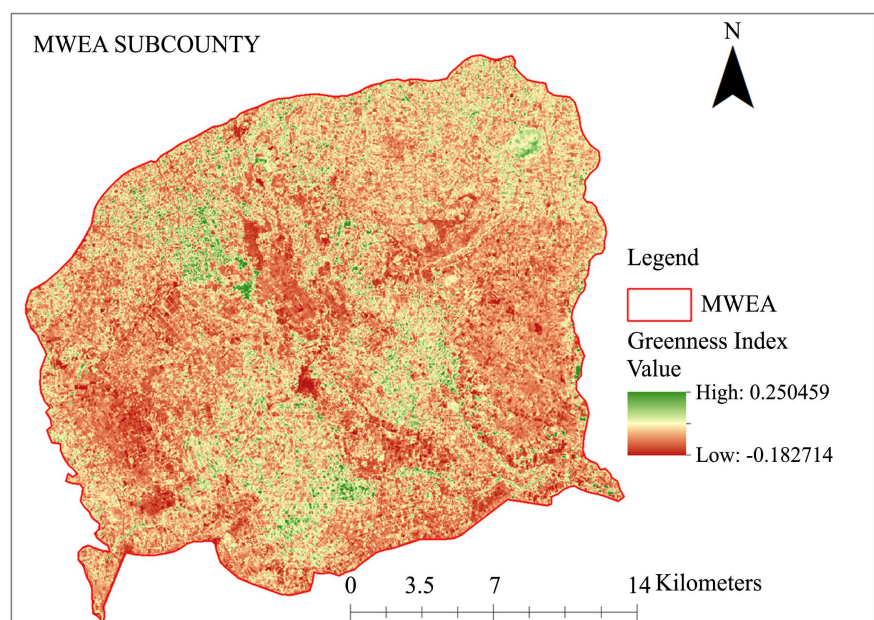 MWEA SUBCOUNTY
N
Legend
MWEA
Greenness Index
Value
High: 0.250459
Low: -0.182714
0 3.5 7 14 Kilometers